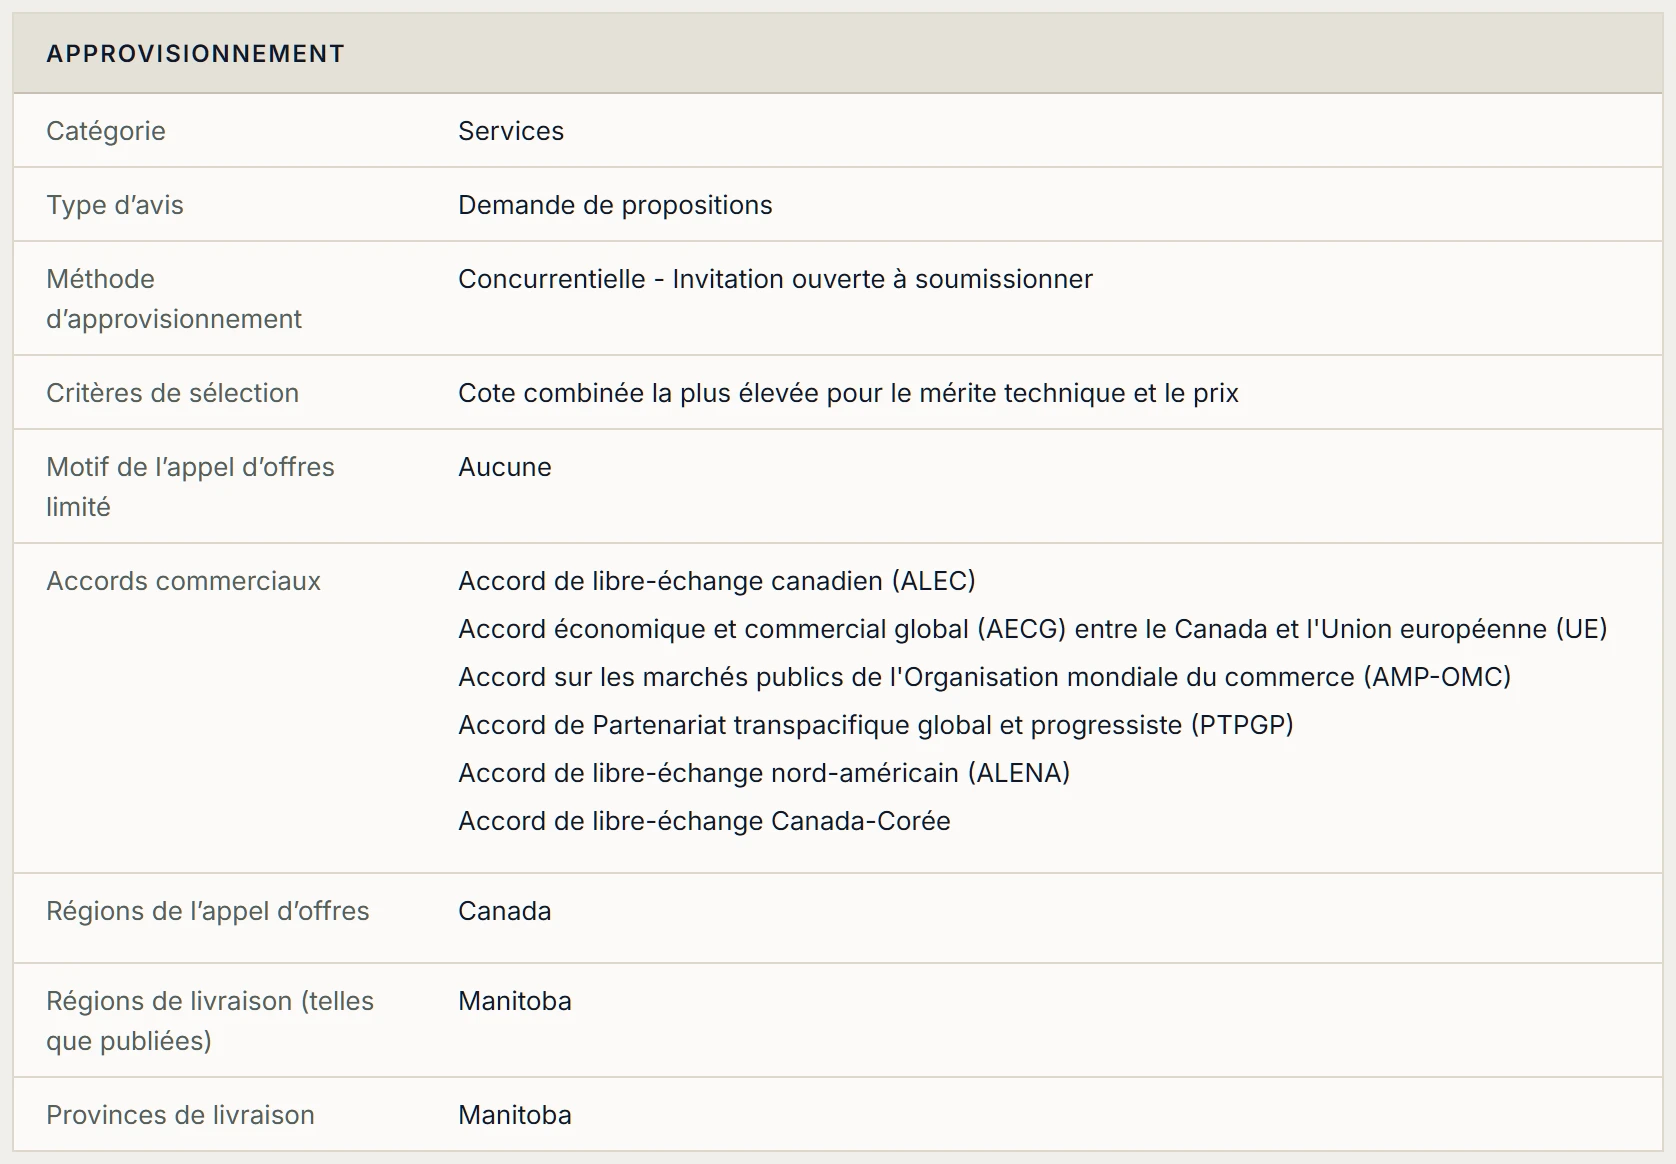 APPROVISIONNEMENT
Catégorie
Services
Type d’avis
Demande de propositions
Méthode
d’approvisionnement
Concurrentielle - Invitation ouverte à soumissionner
Critères de sélection
Cote combinée la plus élevée pour le mérite technique et le prix
Motif de l’appel d’offres
limité
Aucune
Accords commerciaux
Accord de libre-échange canadien (ALEC)
Accord économique et commercial global (AECG) entre le Canada et l'Union européenne (UE)
Accord sur les marchés publics de l'Organisation mondiale du commerce (AMP-OMC)
Accord de Partenariat transpacifique global et progressiste (PTPGP)
Accord de libre-échange nord-américain (ALENA)
Accord de libre-échange Canada-Corée
Régions de l’appel d’offres
Canada
Régions de livraison (telles
que publiées)
Manitoba
Provinces de livraison
Manitoba